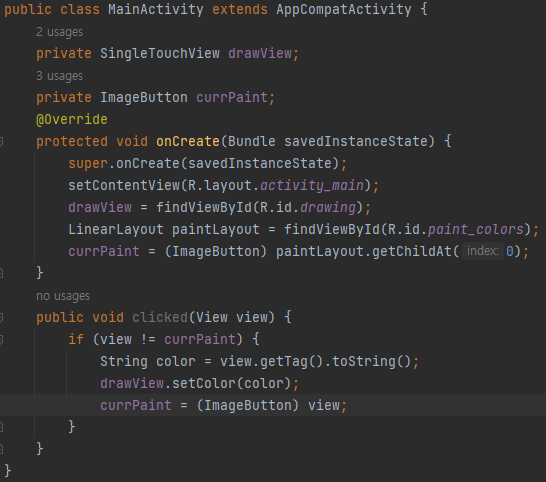 public class MainActivity extends AppCompatActivity {
2 usages
private SingleTouchView drawView;
3 usages
private ImageButton currPaint;
@Override
protected void onCreate(Bundle savedInstanceState) {
super.onCreate(savedInstanceState);
setContentView(R.layout.activity_main);
drawView = findViewById(R.id.drawing);
LinearLayout paintLayout = findViewById(R.id.paint_colors);
currPaint = (ImageButton) paintLayout.getChildAt( index: 0);
}
no usages
public void clicked(View view) {
if (view != currPaint) {
String color = view.getTag().toString();
drawView.setColor(color);
currPaint = (ImageButton) view;
}
}
}